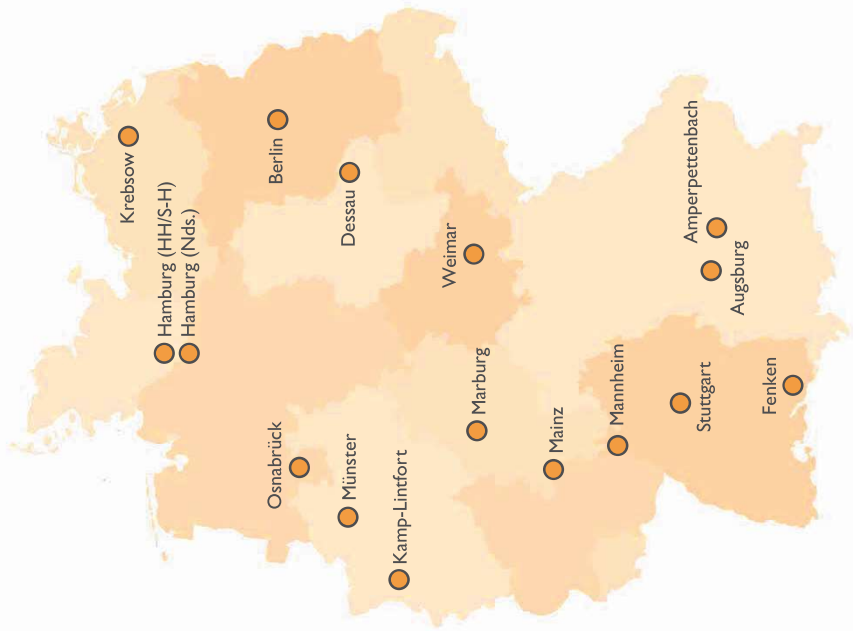 Krebsow
Hamburg (HH/S-H)
Hamburg (Nds.)
Berlin
Dessau
Osnabrück
Münster
Kamp-Lintfort
Weimar
Marburg
Mainz
Mannheim
Stuttgart
Amperpettenbach
Augsburg
Fenken